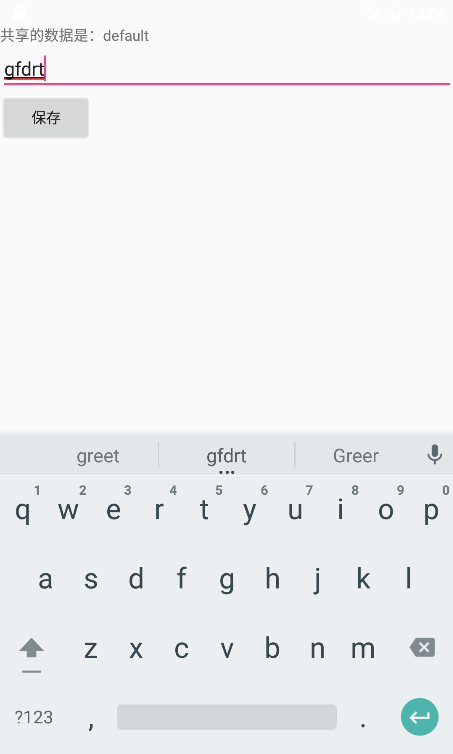 12:54
共享的数据是：default
gfdrt
保存
greet gfdrt Greer
1 2 3 4 5 6 7 8 9 0
q w e r t y u i o p
a s d f g h j k l
z x c v b n m
?123 , .